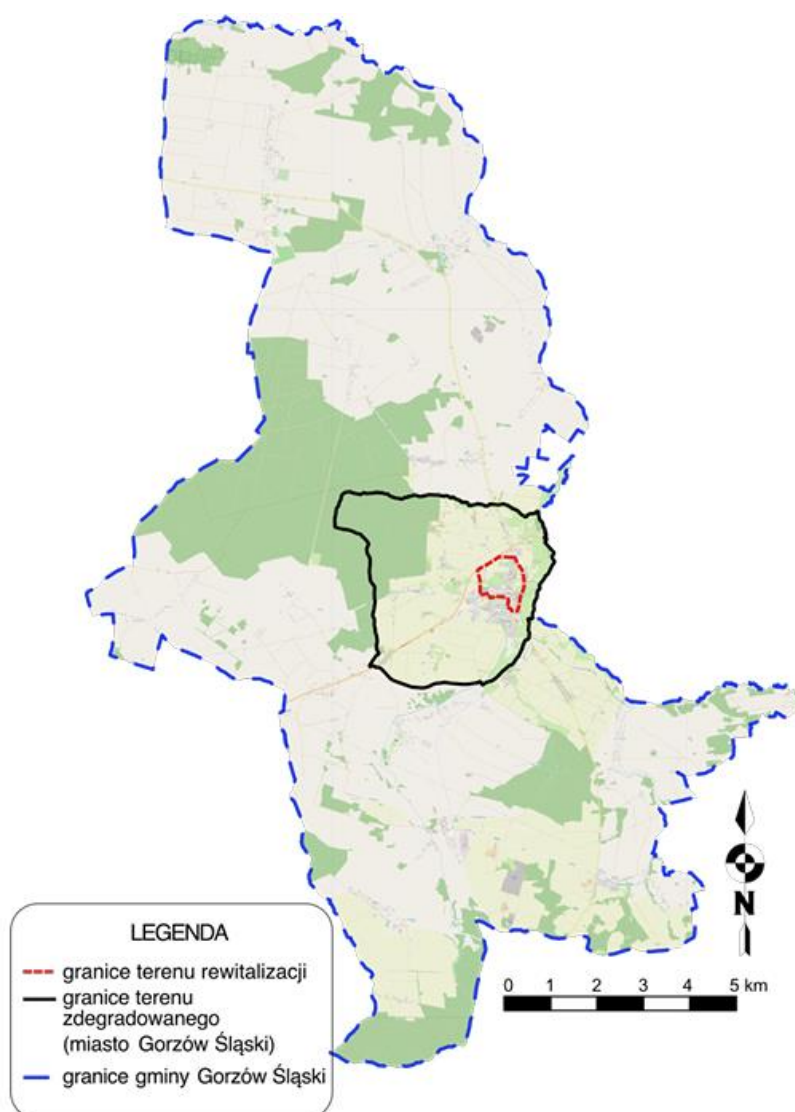 LEGENDA
granice terenu rewitalizacji
granice terenu
zdegradowanego
(miasto Gorzów Śląski)
granice gminy Gorzów Śląski
N
0 1 2 3 4 5 km